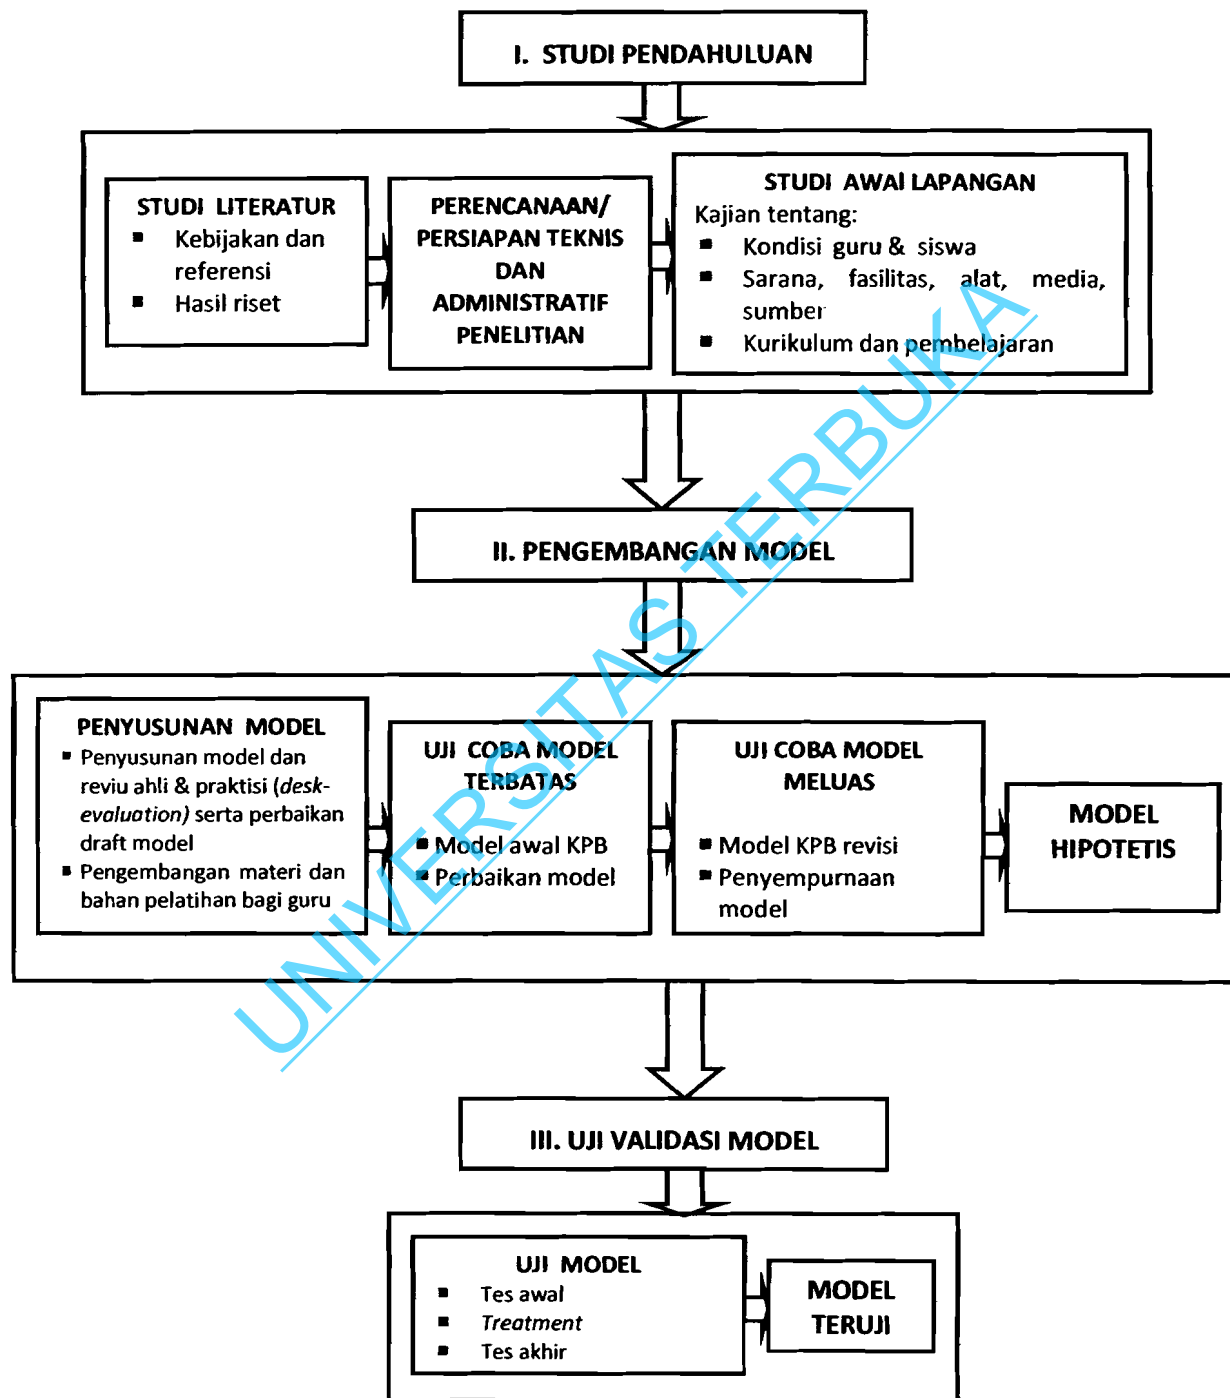 I. STUDI PENDAHULUAN
STUDI LITERATUR
▪ Kebijakan dan
referensi
▪ Hasil riset
PERENCANAAN/
PERSIAPAN TEKNIS
DAN
ADMINISTRATIF
PENELITIAN
STUDI AWAI LAPANGAN
Kajian tentang:
▪ Kondisi guru & siswa
▪ Sarana, fasilitas, alat, media,
sumber
▪ Kurikulum dan pembelajaran
II. PENGEMBANGAN MODEL
PENYUSUNAN MODEL
▪ Penyusunan model dan
reviu ahli & praktisi (desk-
evaluation) serta perbaikan
draft model
▪ Pengembangan materi dan
bahan pelatihan bagi guru
UJI COBA MODEL
TERBATAS
▪ Model awal KPB
▪ Perbaikan model
UJI COBA MODEL
MELUAS
▪ Model KPB revisi
▪ Penyempurnaan
model
MODEL
HIPOTETIS
III. UJI VALIDASI MODEL
UJI MODEL
▪ Tes awal
▪ Treatment
▪ Tes akhir
MODEL
TERUJI
UNIVERSITAS TERBUKA